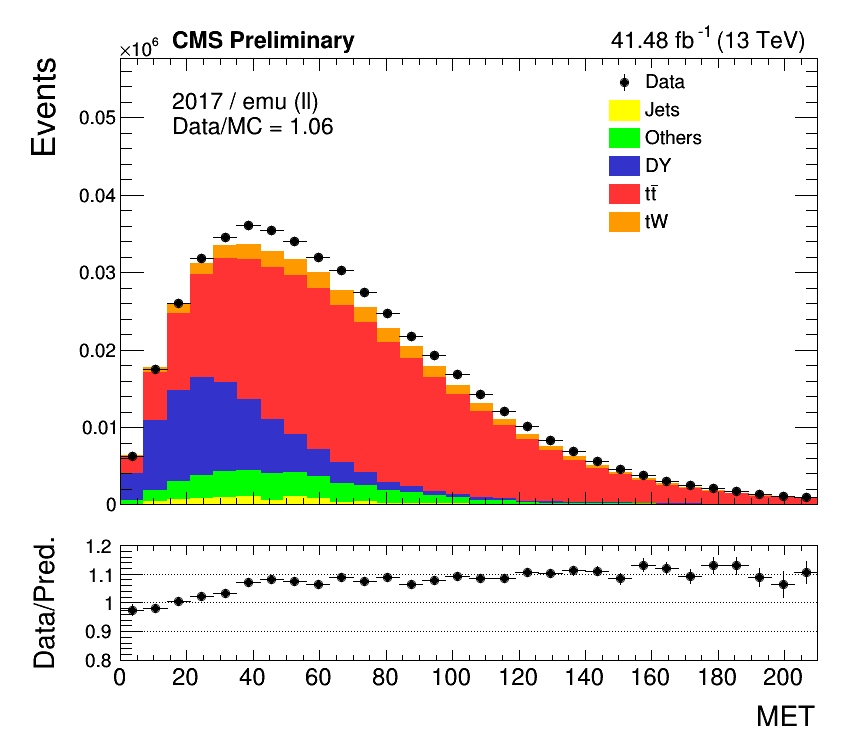 ×10⁶ CMS Preliminary 41.48 fb⁻¹ (13 TeV)
Events
2017 / emu (ll)
Data/MC = 1.06
Data
Jets
Others
DY
tt̄
tW
0.05
0.04
0.03
0.02
0.01
0
Data/Pred.
1.2
1.1
1
0.9
0.8
0 20 40 60 80 100 120 140 160 180 200
MET